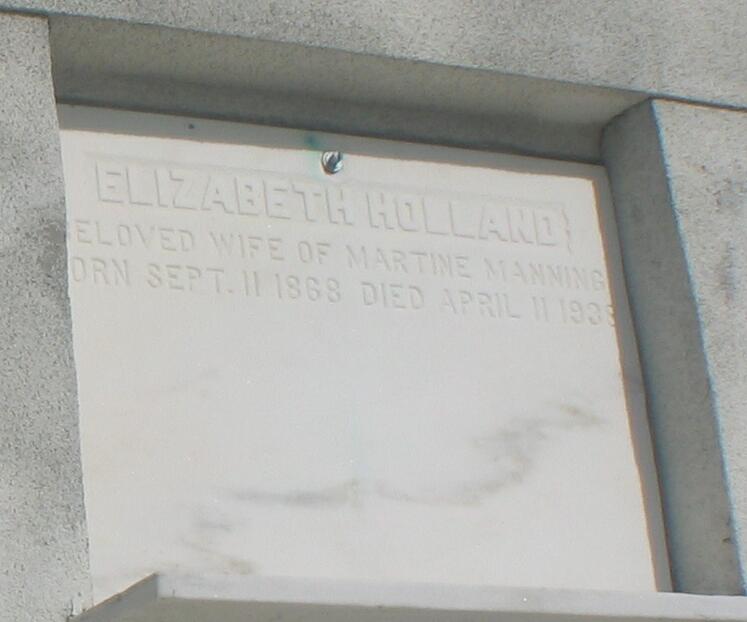 ELIZABETH HOLLAND
ELOVED WIFE OF MARTINE MANNING
ORN SEPT. 11 1868 DIED APRIL 11